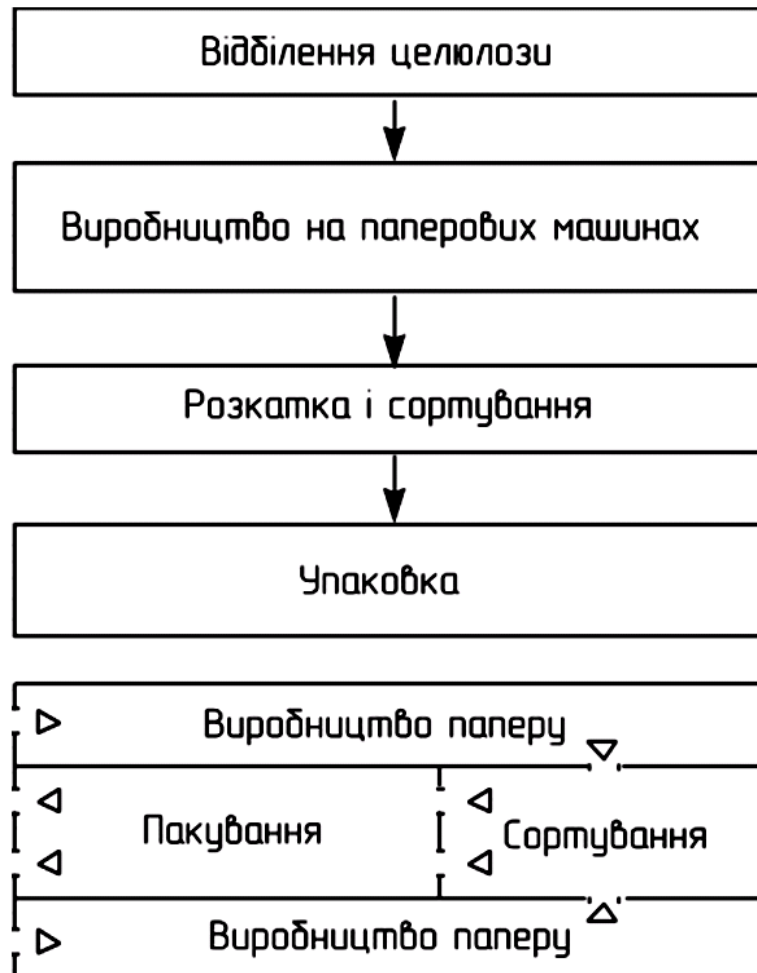 Відбілення целюлози
Виробництво на паперових машинах
Розкатка і сортування
Упаковка
Виробництво паперу
Пакування
Сортування
Виробництво паперу